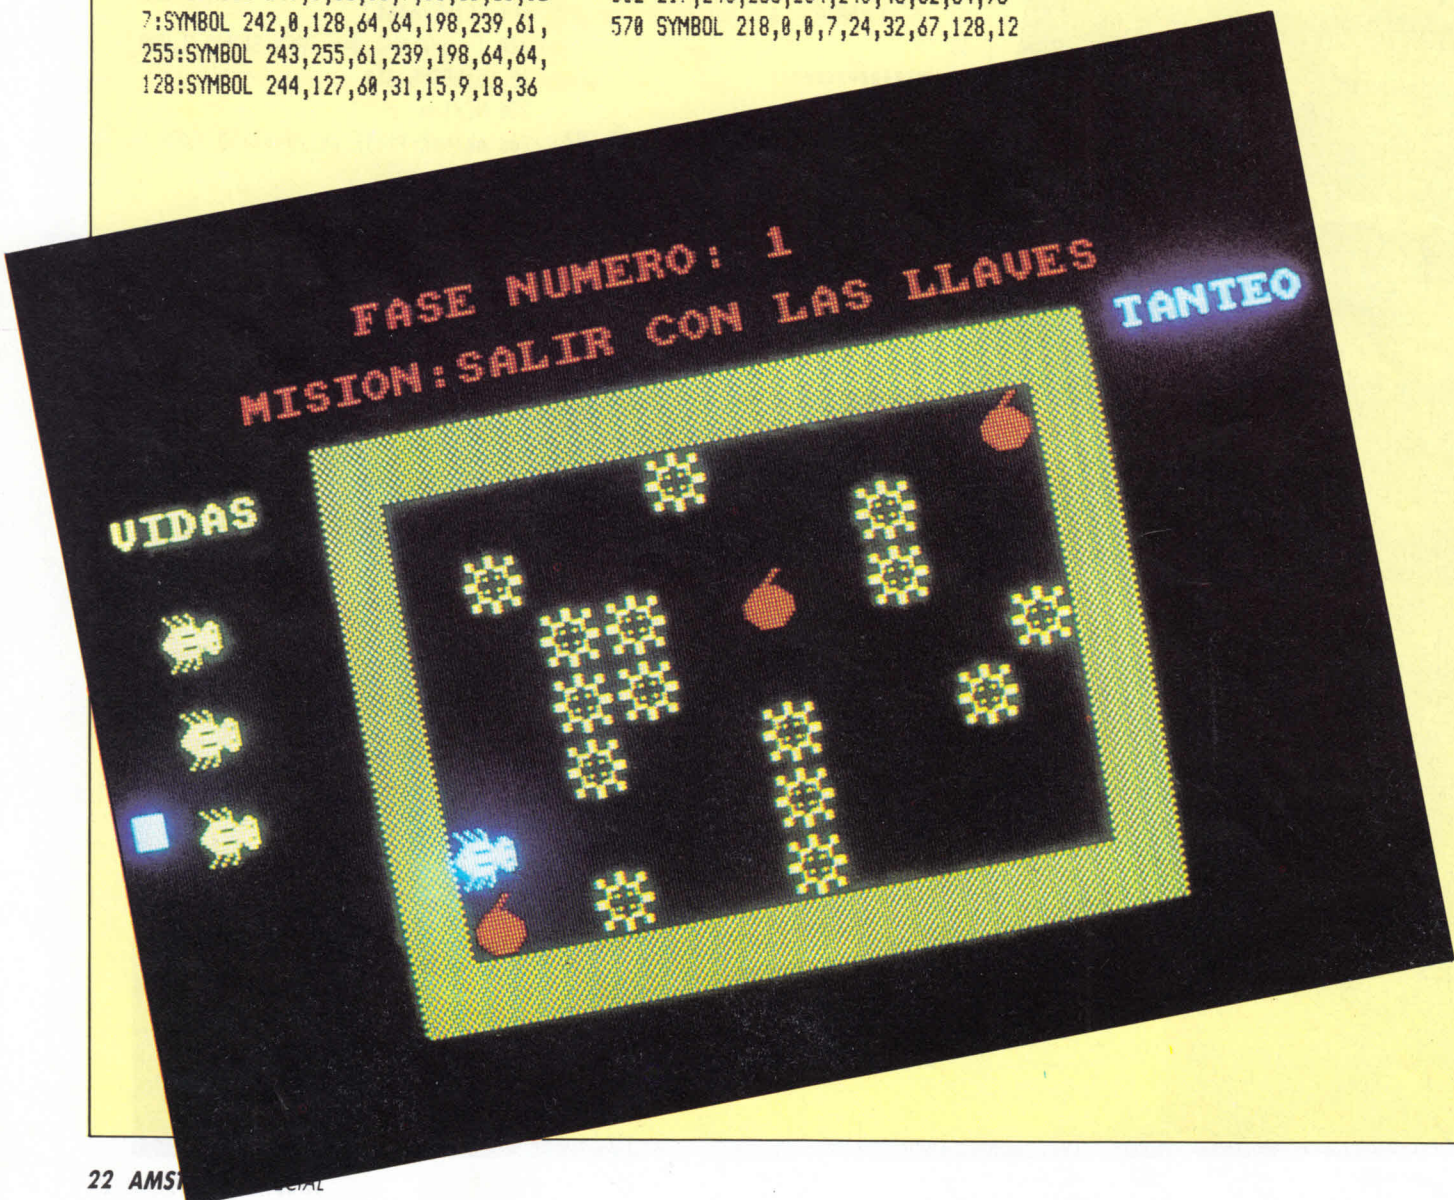 7:SYMBOL 242,0,128,64,64,198,239,61,
255:SYMBOL 243,255,61,239,198,64,64,
128:SYMBOL 244,127,60,31,15,9,18,36
570 SYMBOL 218,0,0,7,24,32,67,128,12
FASE NUMERO: 1
MISION:SALIR CON LAS LLAVES
TANTEO
VIDAS
22